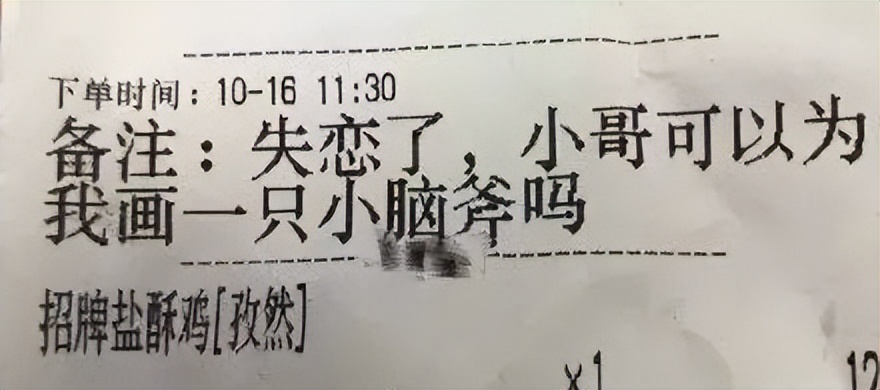 下单时间：10-16 11:30
备注：失恋了，小哥可以为
我画一只小脑斧吗
招牌盐酥鸡[孜然]
x1 12